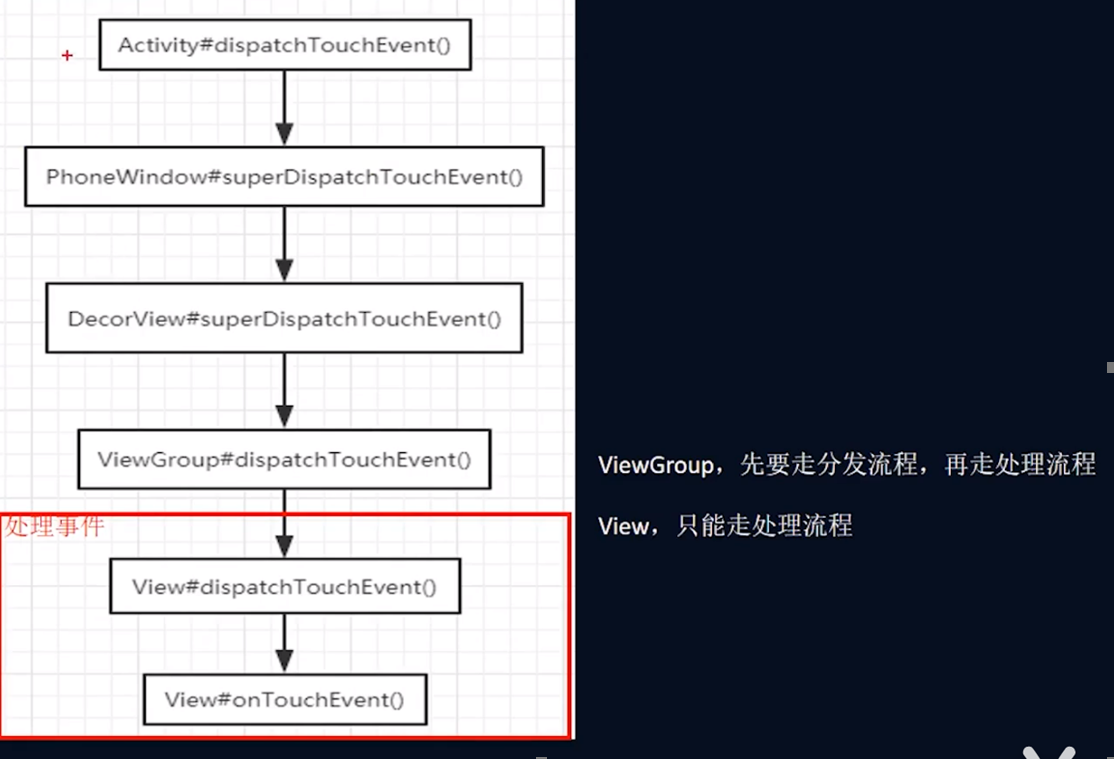 Activity#dispatchTouchEvent()
PhoneWindow#superDispatchTouchEvent()
DecorView#superDispatchTouchEvent()
ViewGroup#dispatchTouchEvent()
处理事件
View#dispatchTouchEvent()
View#onTouchEvent()
ViewGroup，先要走分发流程，再走处理流程
View，只能走处理流程